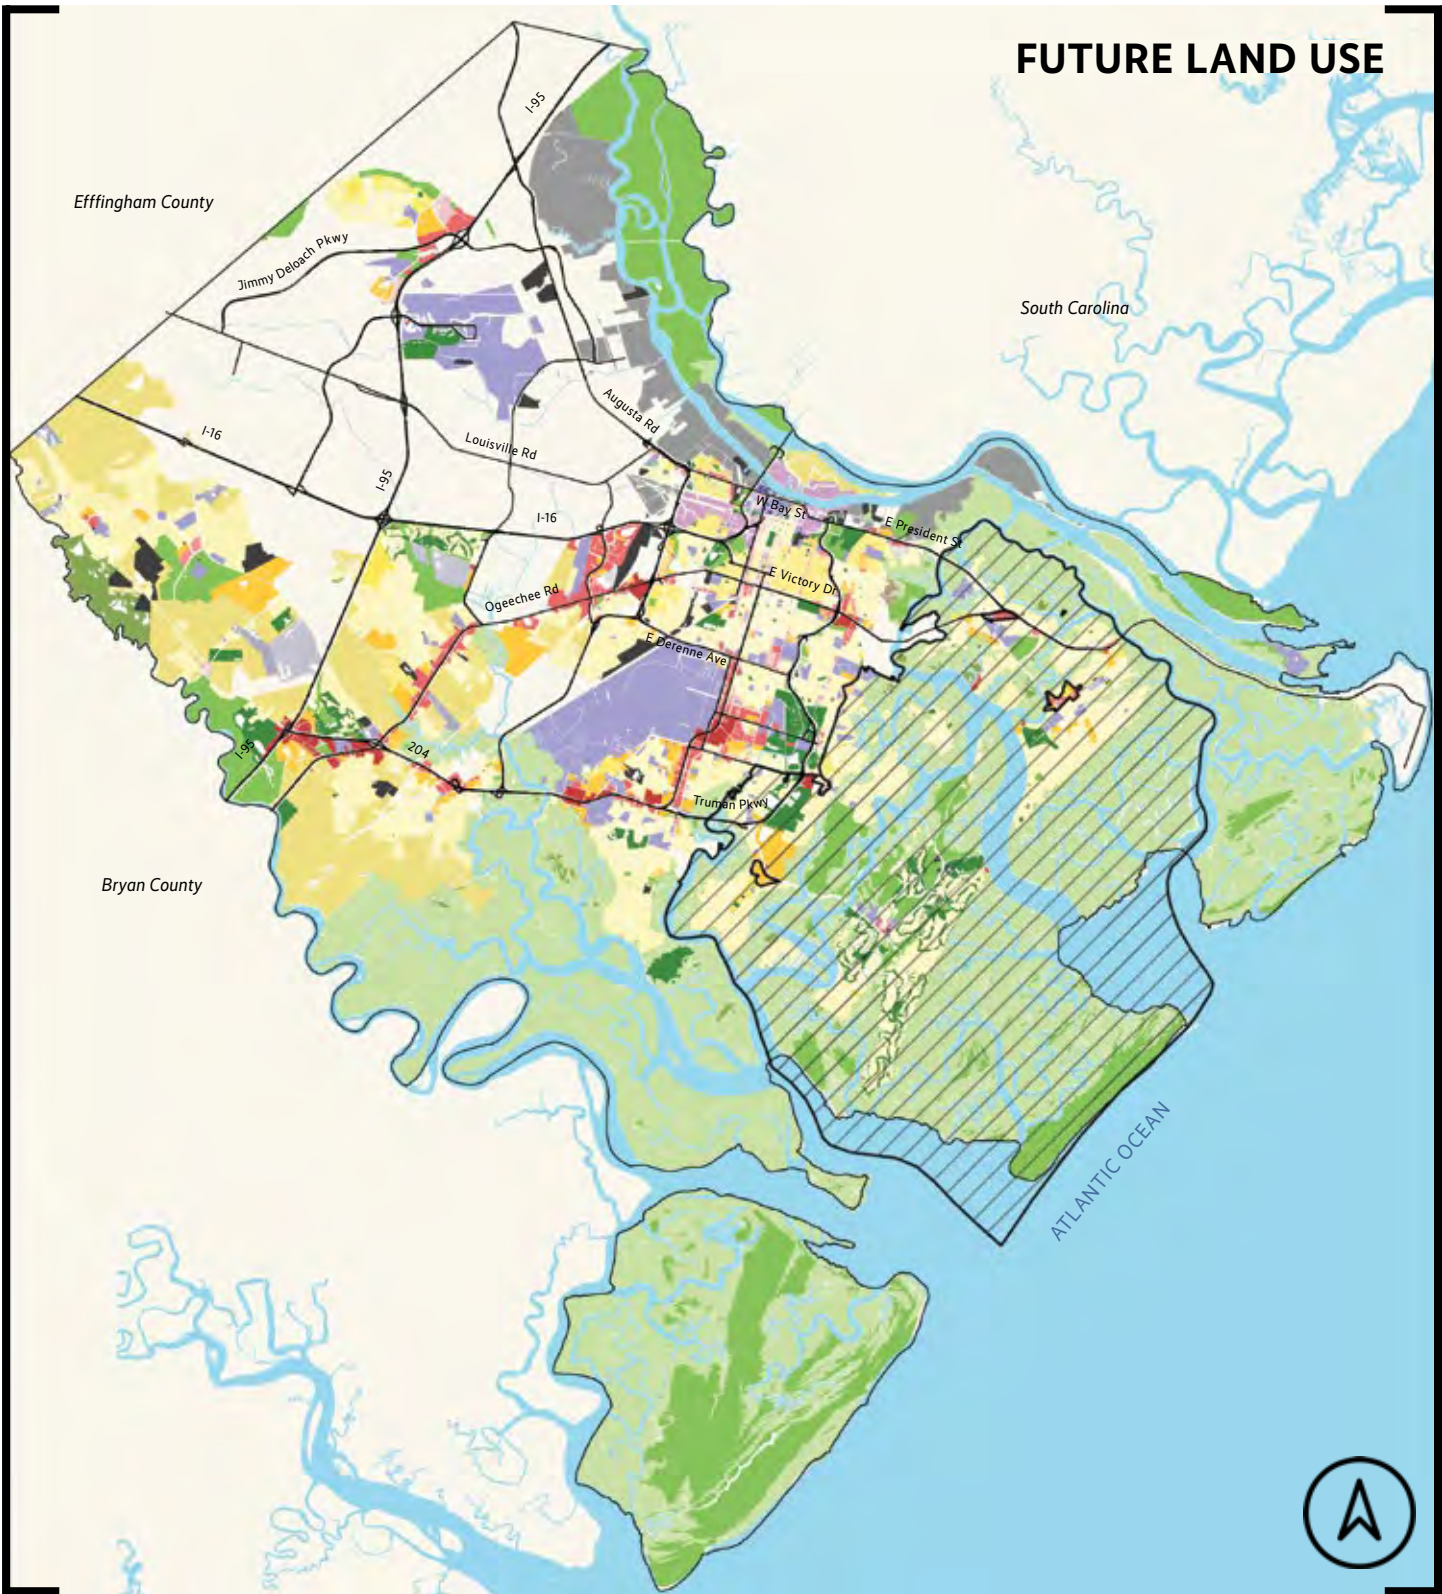 FUTURE LAND USE
I-95
Efffingham County
Jimmy Deloach Pkwy
South Carolina
Augusta Rd
I-16
Louisville Rd
I-95
I-16
W Bay St
E President St
E Victory Dr
Ogeechee Rd
E Derenne Ave
I-95
204
Truman Pkwy
Bryan County
ATLANTIC OCEAN